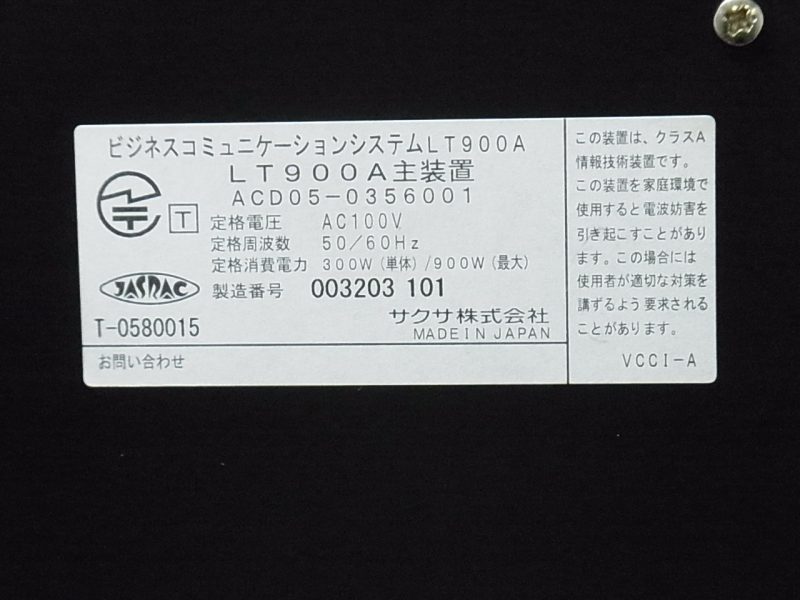 ビジネスコミュニケーションシステムLT900A
LT900A主装置
ACD05-0356001
T
定格電圧 AC100V
定格周波数 50/60Hz
定格消費電力 300W(単体)/900W(最大)
JASRAC 製造番号 003203 101
T-0580015
サクサ株式会社
MADE IN JAPAN
お問い合わせ
この装置は、クラスA
情報技術装置です。
この装置を家庭環境で
使用すると電波妨害を
引き起こすことがあり
ます。この場合には
使用者が適切な対策を
講ずるよう要求される
ことがあります。
VCCI-A